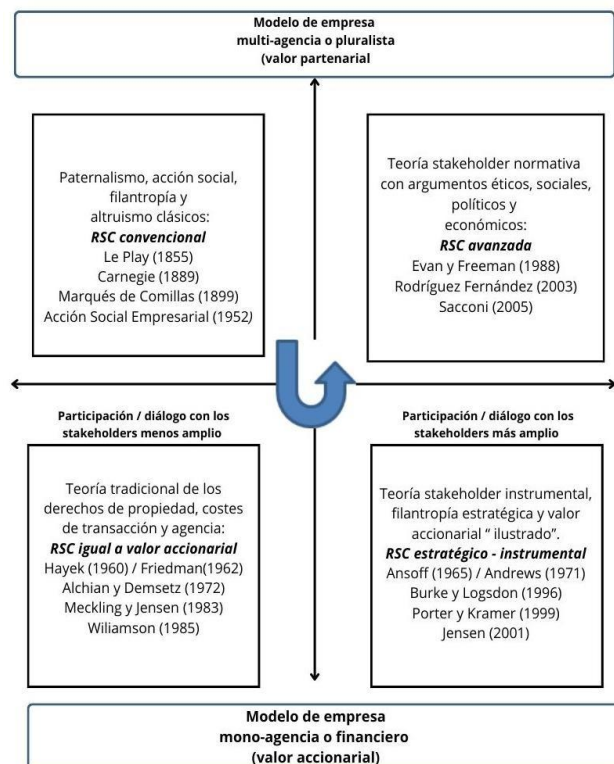 Modelo de empresa
multi-agencia o pluralista
(valor partenarial
Paternalismo, acción social,
filantropía y
altruismo clásicos:
RSC convencional
Le Play (1855)
Carnegie (1889)
Marqués de Comillas (1899)
Acción Social Empresarial (1952)
Teoría stakeholder normativa
con argumentos éticos, sociales,
políticos y
económicos:
RSC avanzada
Evan y Freeman (1988)
Rodríguez Fernández (2003)
Sacconi (2005)
Participación / diálogo con los
stakeholders menos amplio
Participación / diálogo con los
stakeholders más amplio
Teoría tradicional de los
derechos de propiedad, costes
de transacción y agencia:
RSC igual a valor accionarial
Hayek (1960) / Friedman(1962)
Alchian y Demsetz (1972)
Meckling y Jensen (1983)
Wiliamson (1985)
Teoría stakeholder instrumental,
filantropía estratégica y valor
accionarial “ ilustrado”.
RSC estratégico - instrumental
Ansoff (1965) / Andrews (1971)
Burke y Logsdon (1996)
Porter y Kramer (1999)
Jensen (2001)
Modelo de empresa
mono-agencia o financiero
(valor accionarial)